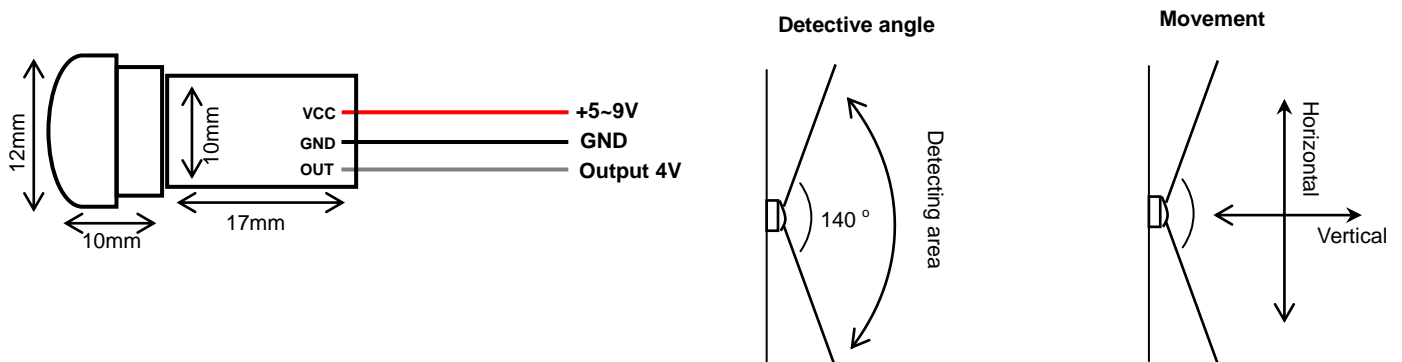 Detective angle
Movement
12mm
10mm
VCC
GND
OUT
+5~9V
GND
Output 4V
10mm
17mm
140 °
Detecting area
Horizontal
Vertical